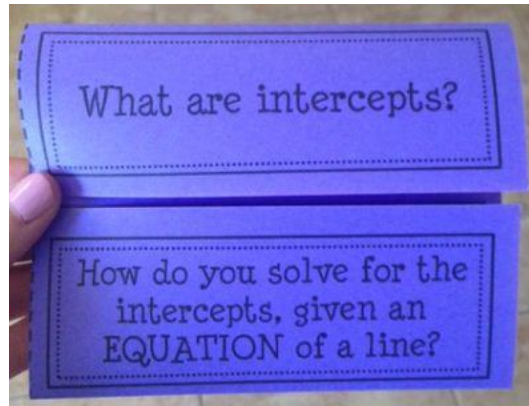 What are intercepts?
How do you solve for the
intercepts, given an
EQUATION of a line?